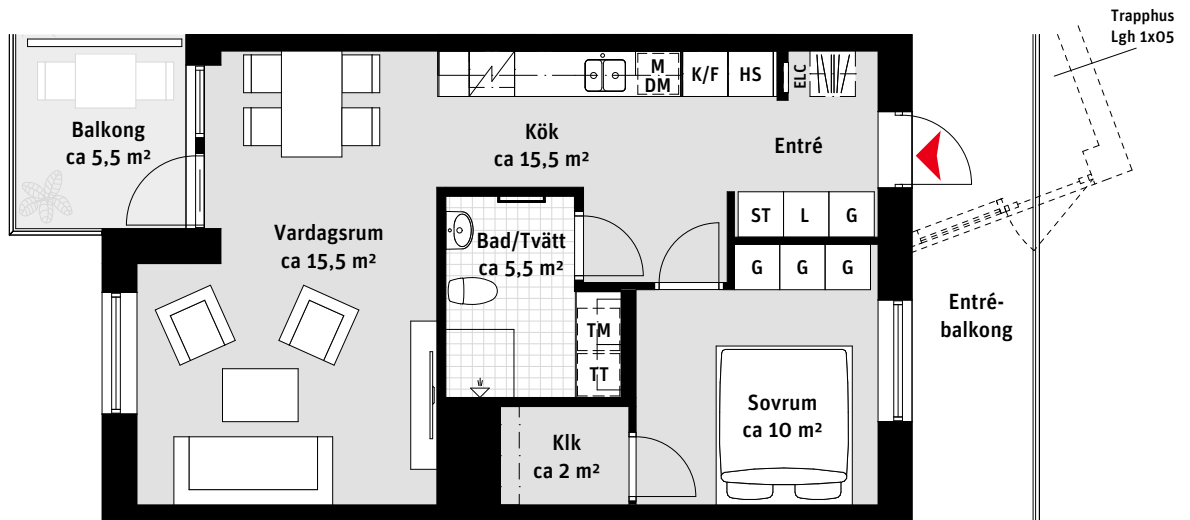 Trapphus
Lgh 1x05
M
DM
K/F
HS
ELC
Balkong
ca 5,5 m²
Kök
ca 15,5 m²
Entré
ST
L
G
Vardagsrum
ca 15,5 m²
Bad/Tvätt
ca 5,5 m²
G
G
G
Entré-
balkong
TM
TT
Sovrum
ca 10 m²
Klk
ca 2 m²